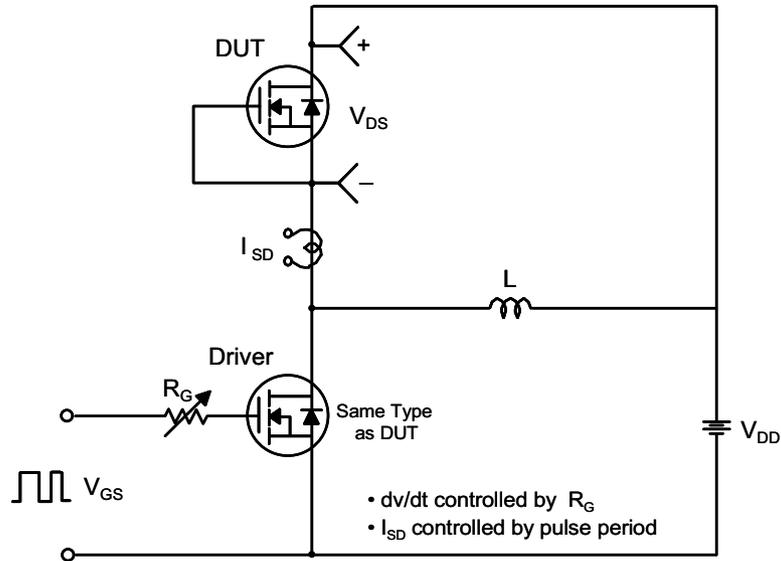 DUT
+
V_DS
–
I_SD
L
Driver
R_G
Same Type
as DUT
V_DD
V_GS
• dv/dt controlled by R_G
• I_SD controlled by pulse period